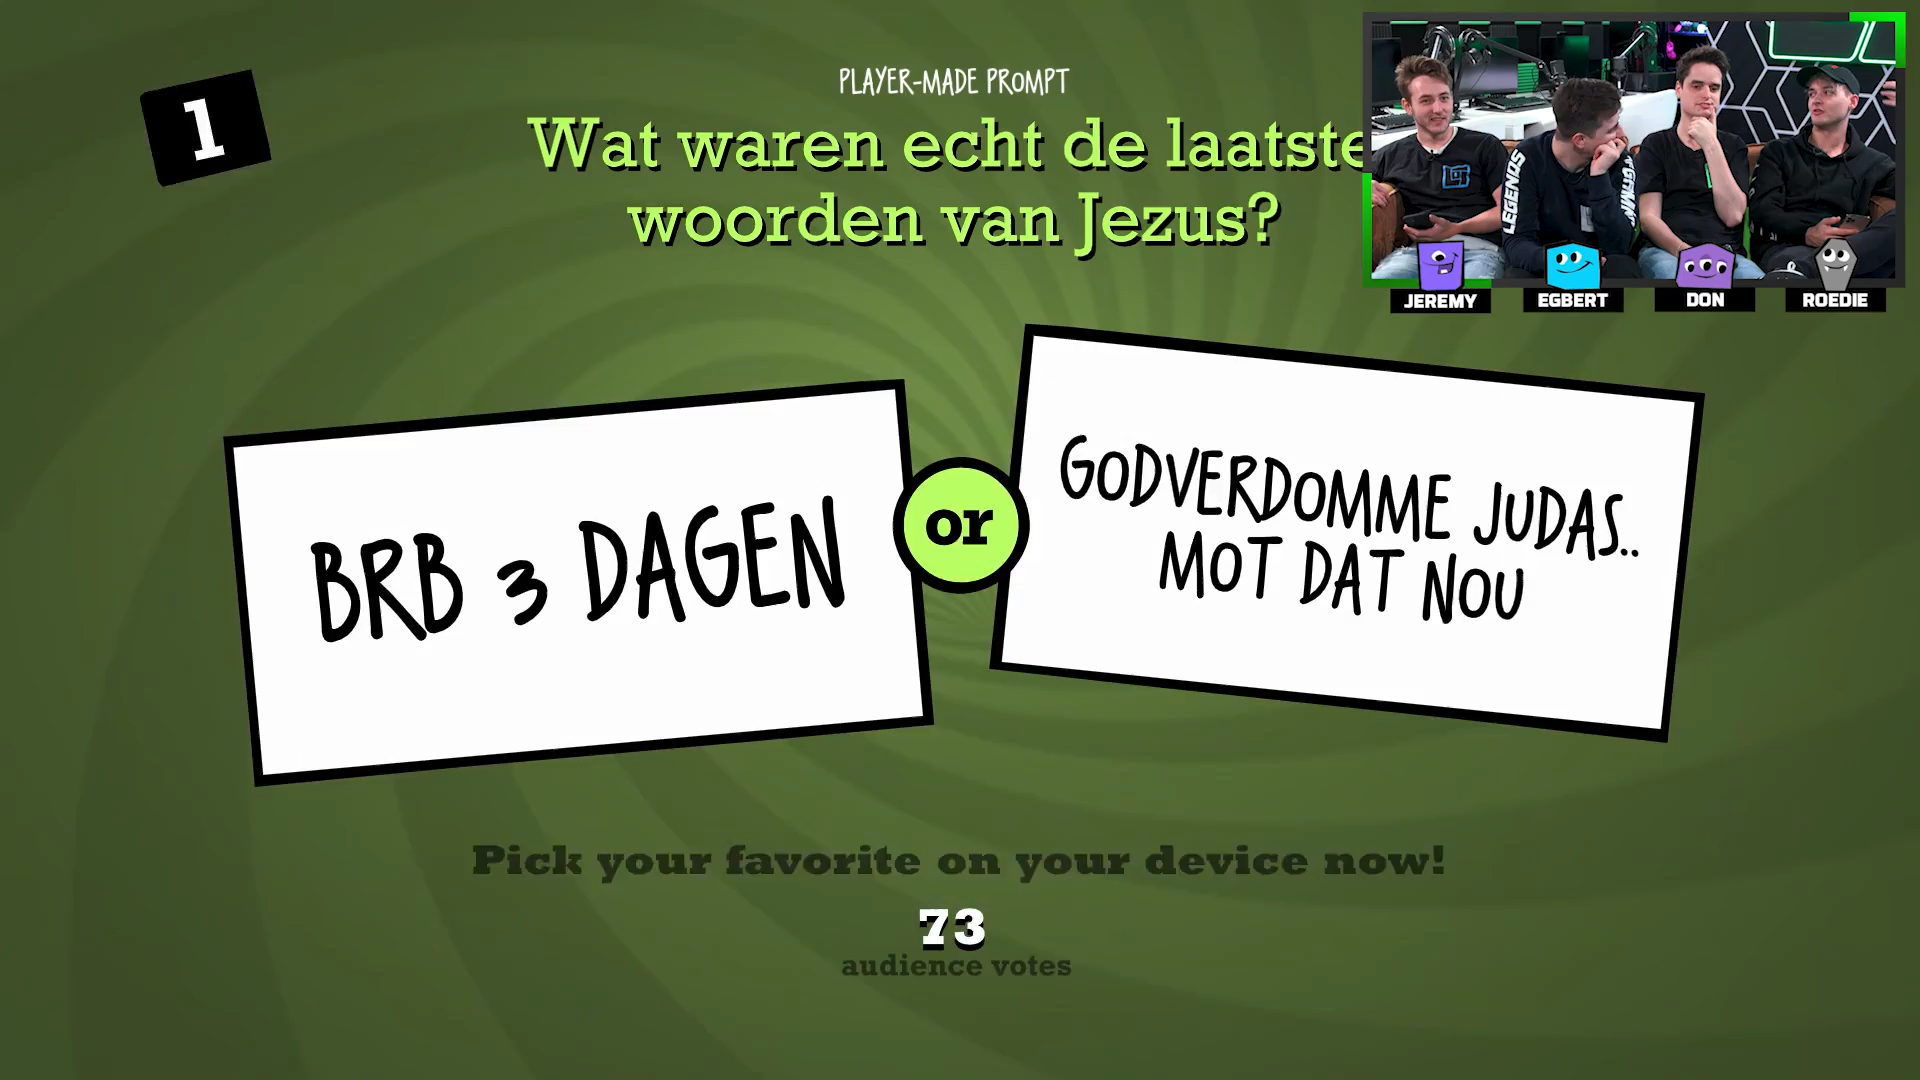 PLAYER-MADE PROMPT
1
Wat waren echt de laatste
woorden van Jezus?
LEGENDS
JEREMY
EGBERT
DON
ROEDIE
BRB 3 DAGEN
or
GODVERDOMME JUDAS..
MOT DAT NOU
Pick your favorite on your device now!
73
audience votes